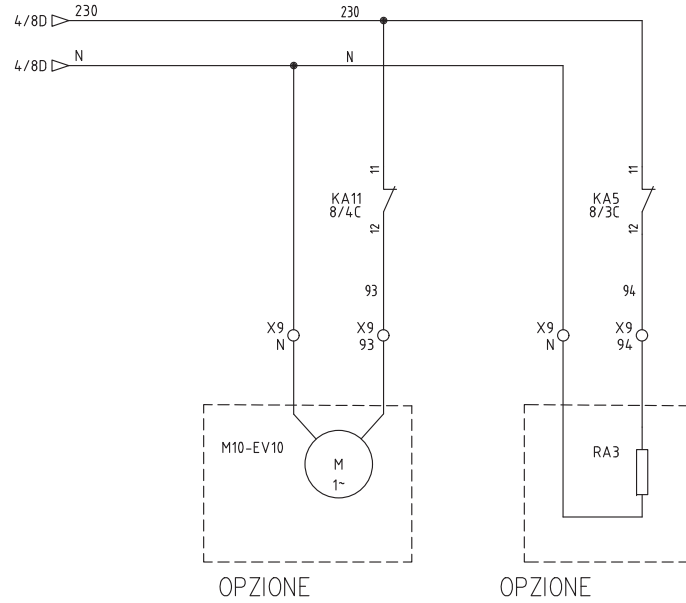 4/8D 230 230
4/8D N N
11 11
KA11 KA5
8/4C 8/3C
12 12
93 94
X9 X9 X9 X9
N 93 N 94
M10-EV10 RA3
M
1~
OPZIONE OPZIONE